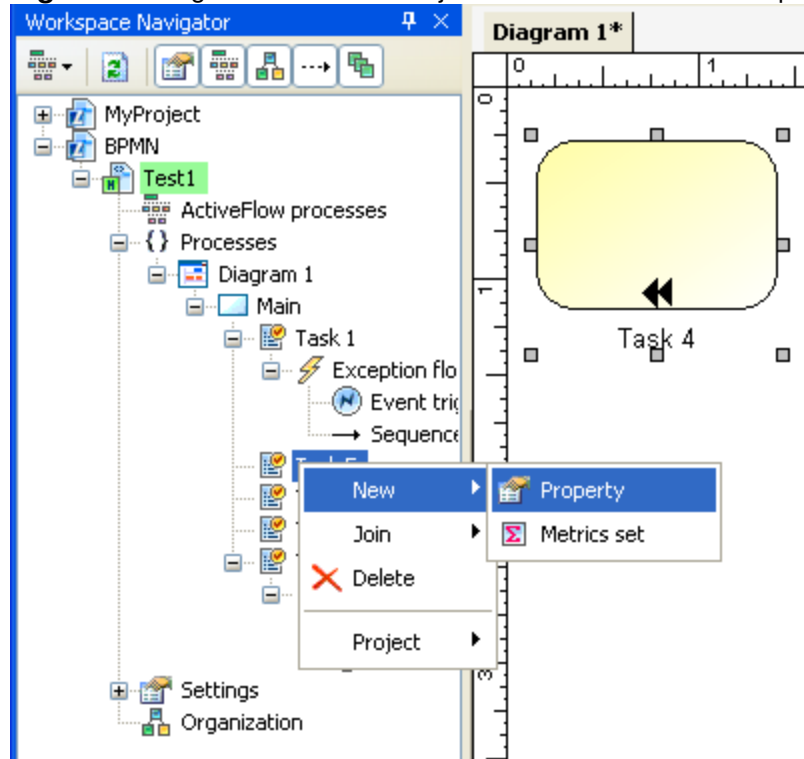 Workspace Navigator
Diagram 1*
0 1
0
MyProject
BPMN
Test1
ActiveFlow processes
{} Processes
Diagram 1
Main
1
Task 1
Task 4
Exception flo
Event trig
Sequence
New
Property
Join
Metrics set
Delete
Project
3
Settings
Organization